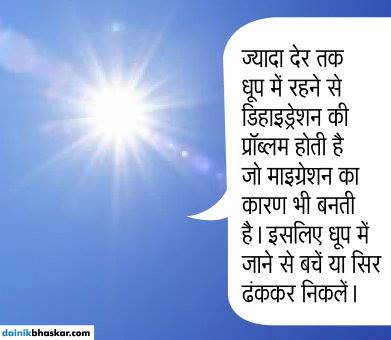 ज्यादा देर तक
धूप में रहने से
डिहाइड्रेशन की
प्रॉब्लम होती है
जो माइग्रेशन का
कारण भी बनती
है। इसलिए धूप में
जाने से बचें या सिर
ढंककर निकलें।
dainikbhaskar.com